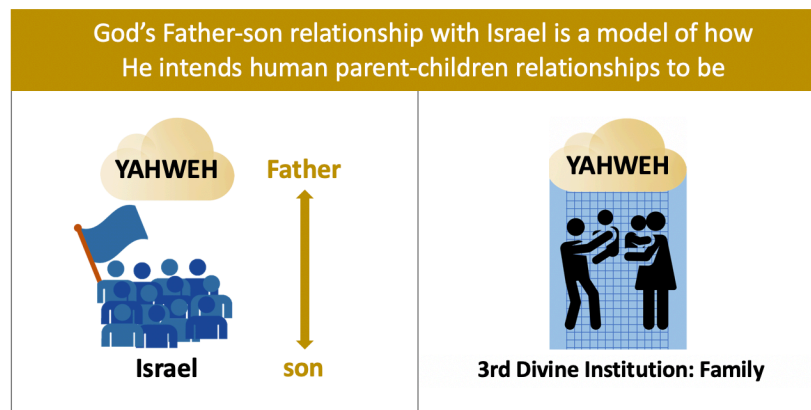 God’s Father-son relationship with Israel is a model of how
He intends human parent-children relationships to be
YAHWEH
Father
Israel
son
YAHWEH
3rd Divine Institution: Family